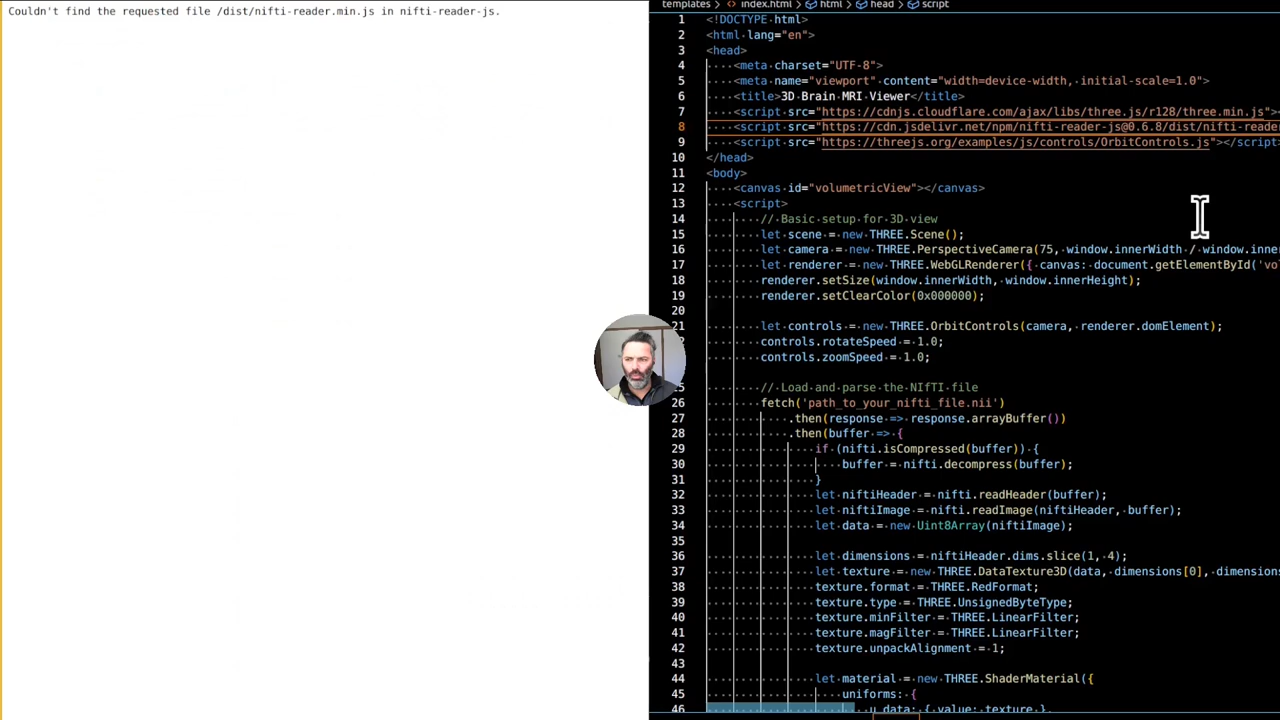 Couldn't find the requested file /dist/nifti-reader.min.js in nifti-reader-js.
templates > <> index.html > html > head > script
1 <!DOCTYPE html>
2 <html lang="en">
3 <head>
4 <meta charset="UTF-8">
5 <meta name="viewport" content="width=device-width, initial-scale=1.0">
6 <title>3D Brain MRI Viewer</title>
7 <script src="https://cdnjs.cloudflare.com/ajax/libs/three.js/r128/three.min.js">
8 <script src="https://cdn.jsdelivr.net/npm/nifti-reader-js@0.6.8/dist/nifti-reade
9 <script src="https://threejs.org/examples/js/controls/OrbitControls.js"></script
10 </head>
11 <body>
12 <canvas id="volumetricView"></canvas>
13 <script>
14 // Basic setup for 3D view
15 let scene = new THREE.Scene();
16 let camera = new THREE.PerspectiveCamera(75, window.innerWidth / window.inne
17 let renderer = new THREE.WebGLRenderer({ canvas: document.getElementById('vo
18 renderer.setSize(window.innerWidth, window.innerHeight);
19 renderer.setClearColor(0x000000);
20
21 let controls = new THREE.OrbitControls(camera, renderer.domElement);
2 controls.rotateSpeed = 1.0;
controls.zoomSpeed = 1.0;
5 // Load and parse the NIfTI file
26 fetch('path_to_your_nifti_file.nii')
27 .then(response => response.arrayBuffer())
28 .then(buffer => {
29 if (nifti.isCompressed(buffer)) {
30 buffer = nifti.decompress(buffer);
31 }
32 let niftiHeader = nifti.readHeader(buffer);
33 let niftiImage = nifti.readImage(niftiHeader, buffer);
34 let data = new Uint8Array(niftiImage);
35
36 let dimensions = niftiHeader.dims.slice(1, 4);
37 let texture = new THREE.DataTexture3D(data, dimensions[0], dimensions
38 texture.format = THREE.RedFormat;
39 texture.type = THREE.UnsignedByteType;
40 texture.minFilter = THREE.LinearFilter;
41 texture.magFilter = THREE.LinearFilter;
42 texture.unpackAlignment = 1;
43
44 let material = new THREE.ShaderMaterial({
45 uniforms: {
46 u_data: { value: texture },